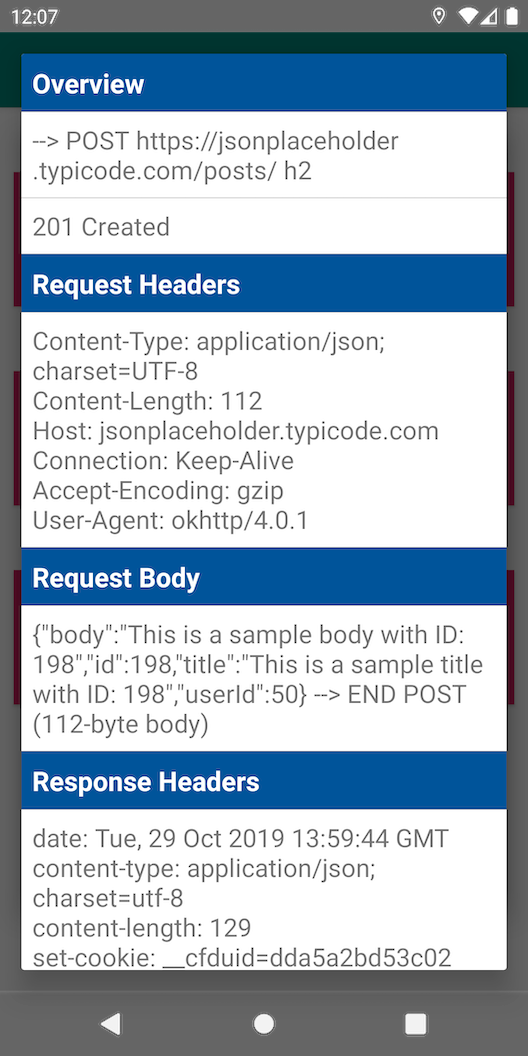 12:07
Overview
--> POST https://jsonplaceholder
.typicode.com/posts/ h2
201 Created
Request Headers
Content-Type: application/json;
charset=UTF-8
Content-Length: 112
Host: jsonplaceholder.typicode.com
Connection: Keep-Alive
Accept-Encoding: gzip
User-Agent: okhttp/4.0.1
Request Body
{"body":"This is a sample body with ID:
198","id":198,"title":"This is a sample title
with ID: 198","userId":50} --> END POST
(112-byte body)
Response Headers
date: Tue, 29 Oct 2019 13:59:44 GMT
content-type: application/json;
charset=utf-8
content-length: 129
set-cookie: __cfduid=dda5a2bd53c02